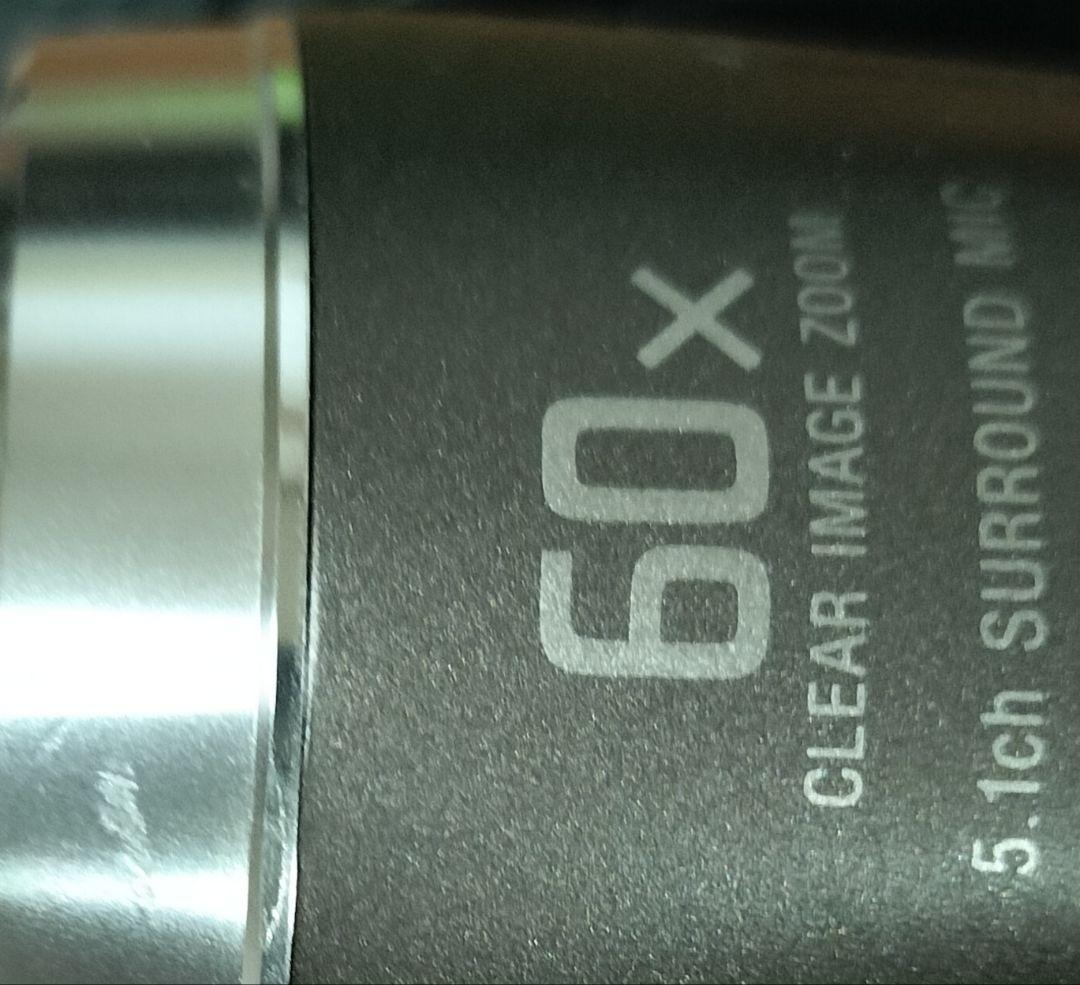 60x
CLEAR IMAGE ZOOM
5.1ch SURROUND MIC